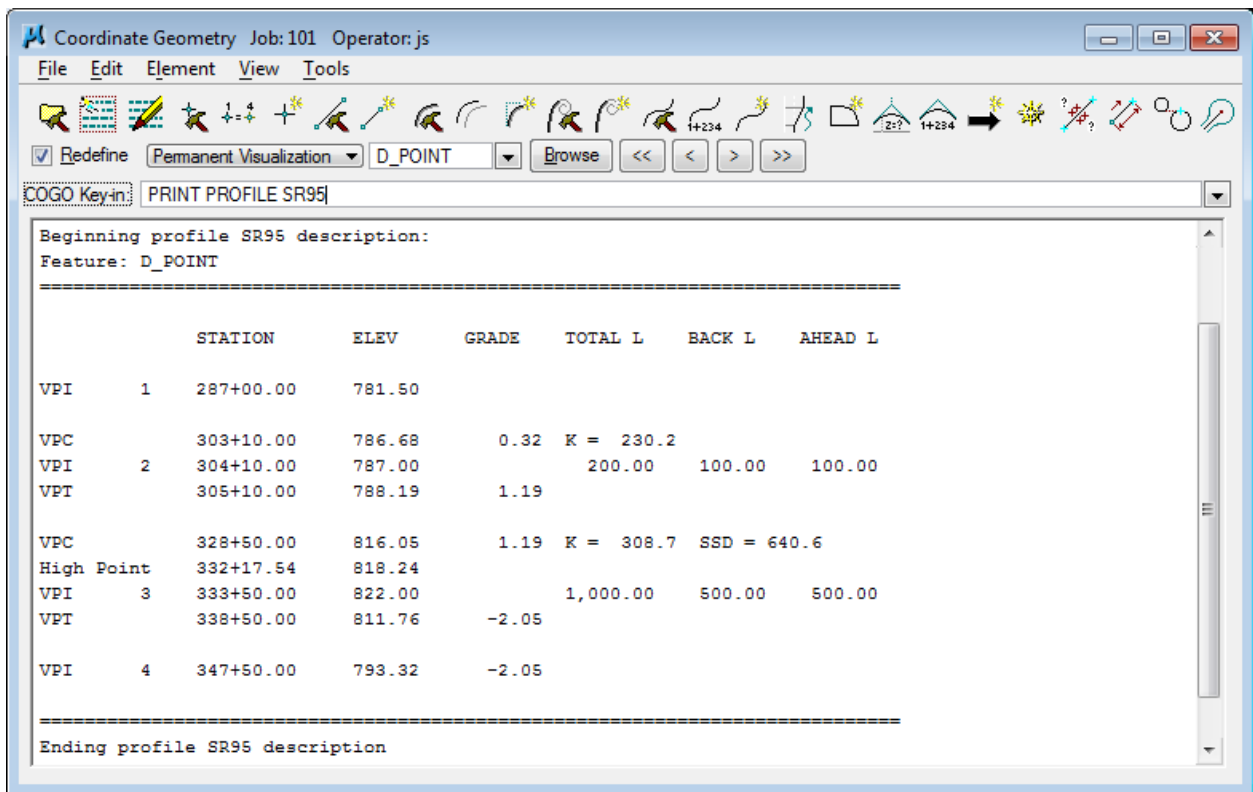 Coordinate Geometry Job: 101 Operator: js
File Edit Element View Tools
Redefine Permanent Visualization D_POINT Browse << < > >>
COGO Key-in: PRINT PROFILE SR95
Beginning profile SR95 description:
Feature: D_POINT
==============================================================================
STATION ELEV GRADE TOTAL L BACK L AHEAD L
VPI 1 287+00.00 781.50
VPC 303+10.00 786.68 0.32 K = 230.2
VPI 2 304+10.00 787.00 200.00 100.00 100.00
VPT 305+10.00 788.19 1.19
VPC 328+50.00 816.05 1.19 K = 308.7 SSD = 640.6
High Point 332+17.54 818.24
VPI 3 333+50.00 822.00 1,000.00 500.00 500.00
VPT 338+50.00 811.76 -2.05
VPI 4 347+50.00 793.32 -2.05
==============================================================================
Ending profile SR95 description